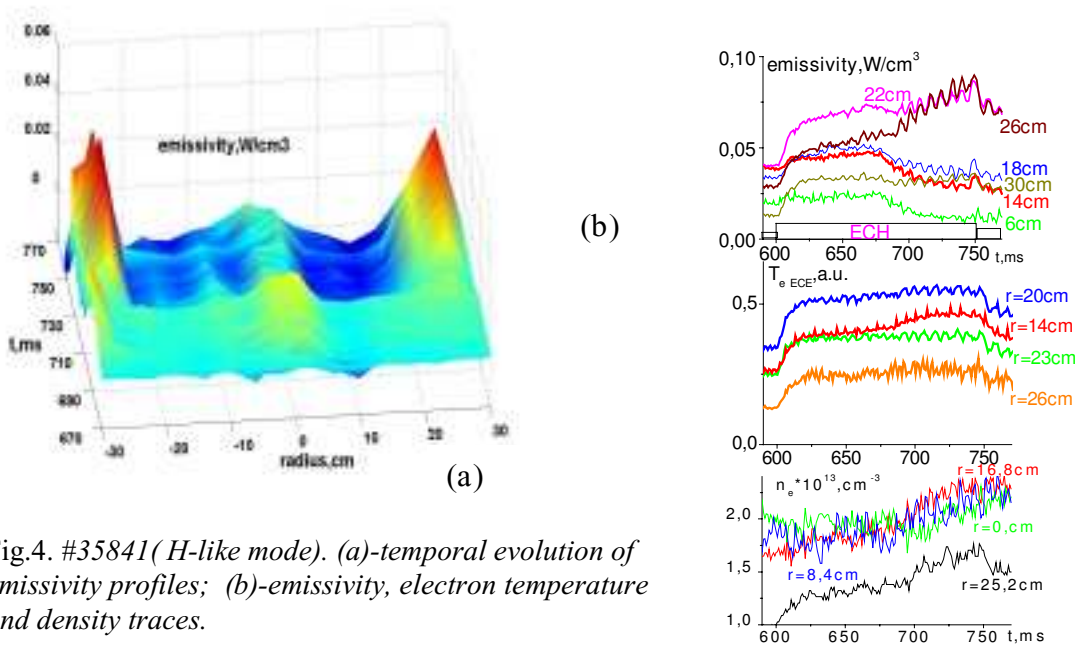 0.06
0.04
0.02
0
emissivity,W/cm3
770
750
730
t,ms
710
690
670
-30
-20
-10
0
10
20
30
radius,cm
(a)
(b)
0,10
emissivity,W/cm³
22cm
26cm
0,05
18cm
30cm
14cm
6cm
ECH
0,00
600 650 700 750 t,ms
Te ECE,a.u.
0,5
r=20cm
r=14cm
r=23cm
r=26cm
0,0
600 650 700 750
ne*10¹³,cm⁻³
r=16,8cm
2,0
r=0,cm
1,5
r=8,4cm
r=25,2cm
1,0
600 650 700 750 t,ms
ig.4. #35841( H-like mode). (a)-temporal evolution of
missivity profiles; (b)-emissivity, electron temperature
nd density traces.